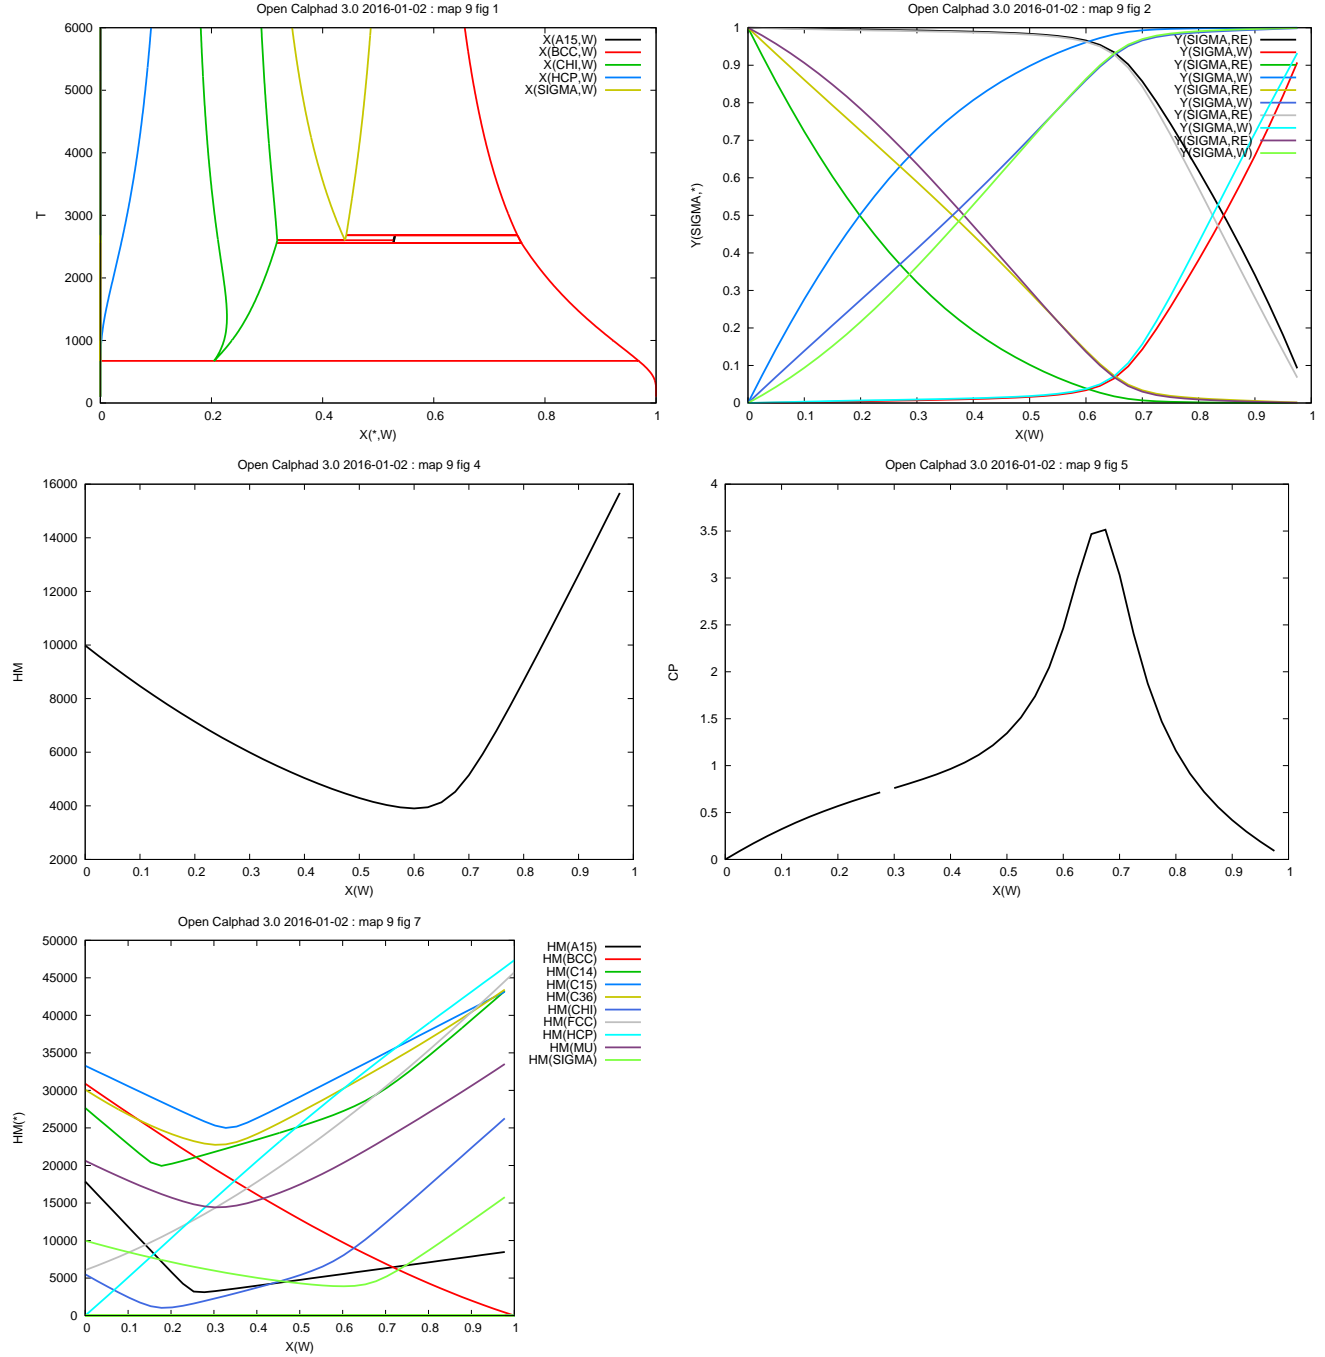 Open Calphad 3.0 2016-01-02 : map 9 fig 1
6000
5000
4000
3000
2000
1000
0
T
X(A15,W)
X(BCC,W)
X(CHI,W)
X(HCP,W)
X(SIGMA,W)
0 0.2 0.4 0.6 0.8 1
X(*,W)
Open Calphad 3.0 2016-01-02 : map 9 fig 2
1
0.9
0.8
0.7
0.6
0.5
0.4
0.3
0.2
0.1
0
Y(SIGMA,*)
Y(SIGMA,RE)
Y(SIGMA,W)
Y(SIGMA,RE)
Y(SIGMA,W)
Y(SIGMA,RE)
Y(SIGMA,W)
Y(SIGMA,RE)
Y(SIGMA,W)
Y(SIGMA,RE)
Y(SIGMA,W)
0 0.1 0.2 0.3 0.4 0.5 0.6 0.7 0.8 0.9 1
X(W)
Open Calphad 3.0 2016-01-02 : map 9 fig 4
16000
14000
12000
10000
8000
6000
4000
2000
HM
0 0.1 0.2 0.3 0.4 0.5 0.6 0.7 0.8 0.9 1
X(W)
Open Calphad 3.0 2016-01-02 : map 9 fig 5
4
3.5
3
2.5
2
1.5
1
0.5
0
CP
0 0.1 0.2 0.3 0.4 0.5 0.6 0.7 0.8 0.9 1
X(W)
Open Calphad 3.0 2016-01-02 : map 9 fig 7
50000
45000
40000
35000
30000
25000
20000
15000
10000
5000
0
HM(*)
HM(A15)
HM(BCC)
HM(C14)
HM(C15)
HM(C36)
HM(CHI)
HM(FCC)
HM(HCP)
HM(MU)
HM(SIGMA)
0 0.1 0.2 0.3 0.4 0.5 0.6 0.7 0.8 0.9 1
X(W)